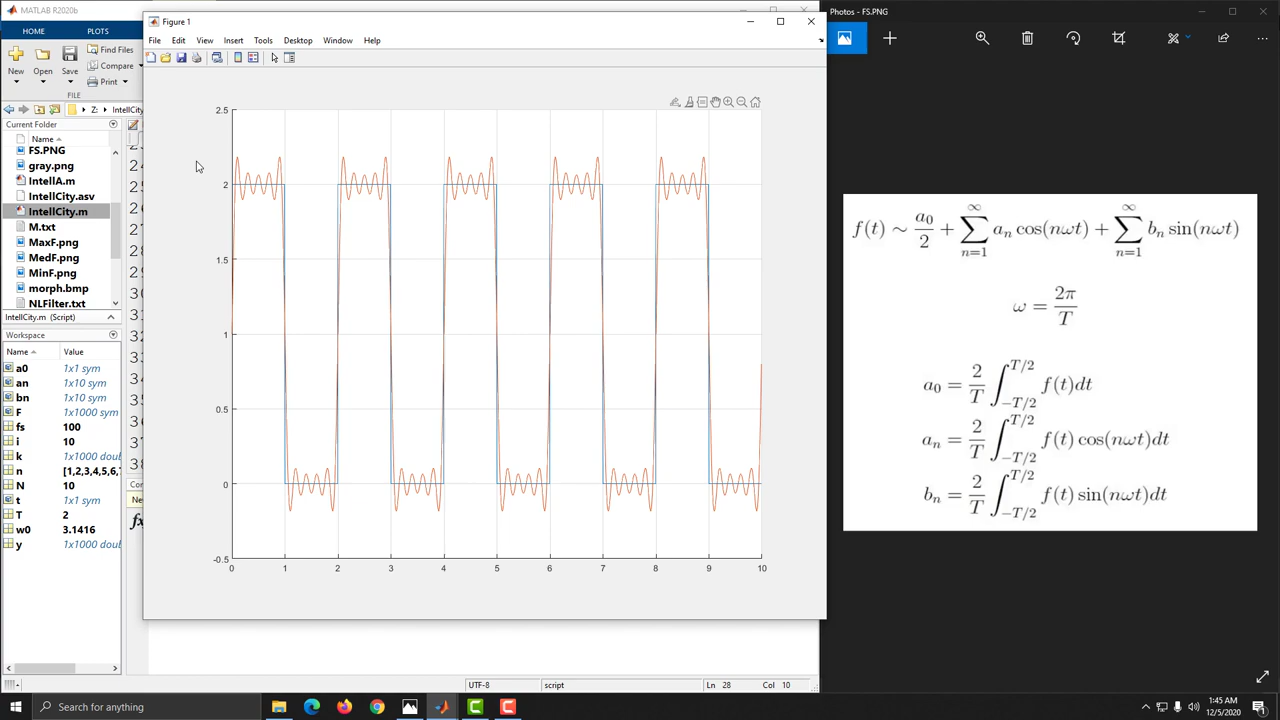 MATLAB R2020b
HOME PLOTS
New Open Save
Find Files
Compare
Print
FILE
Z: IntellCity
Current Folder
Name
FS.PNG
gray.png
IntellA.m
IntellCity.asv
IntellCity.m
M.txt
MaxF.png
MedF.png
MinF.png
morph.bmp
NLFilter.txt
IntellCity.m (Script)
Workspace
Name Value
a0 1x1 sym
an 1x10 sym
bn 1x10 sym
F 1x1000 sym
fs 100
i 10
k 1x1000 doub
n [1,2,3,4,5,6,
N 10
t 1x1 sym
T 2
w0 3.1416
y 1x1000 doub
Figure 1
File Edit View Insert Tools Desktop Window Help
2.5
2
1.5
1
0.5
0
-0.5
0 1 2 3 4 5 6 7 8 9 10
fx
UTF-8 script Ln 28 Col 10
Photos - FS.PNG
f(t) ∼ a₀/2 + ∑_{n=1}^{∞} aₙ cos(nωt) + ∑_{n=1}^{∞} bₙ sin(nωt)
ω = 2π/T
a₀ = 2/T ∫_{−T/2}^{T/2} f(t)dt
aₙ = 2/T ∫_{−T/2}^{T/2} f(t) cos(nωt)dt
bₙ = 2/T ∫_{−T/2}^{T/2} f(t) sin(nωt)dt
Search for anything
1:45 AM
12/5/2020